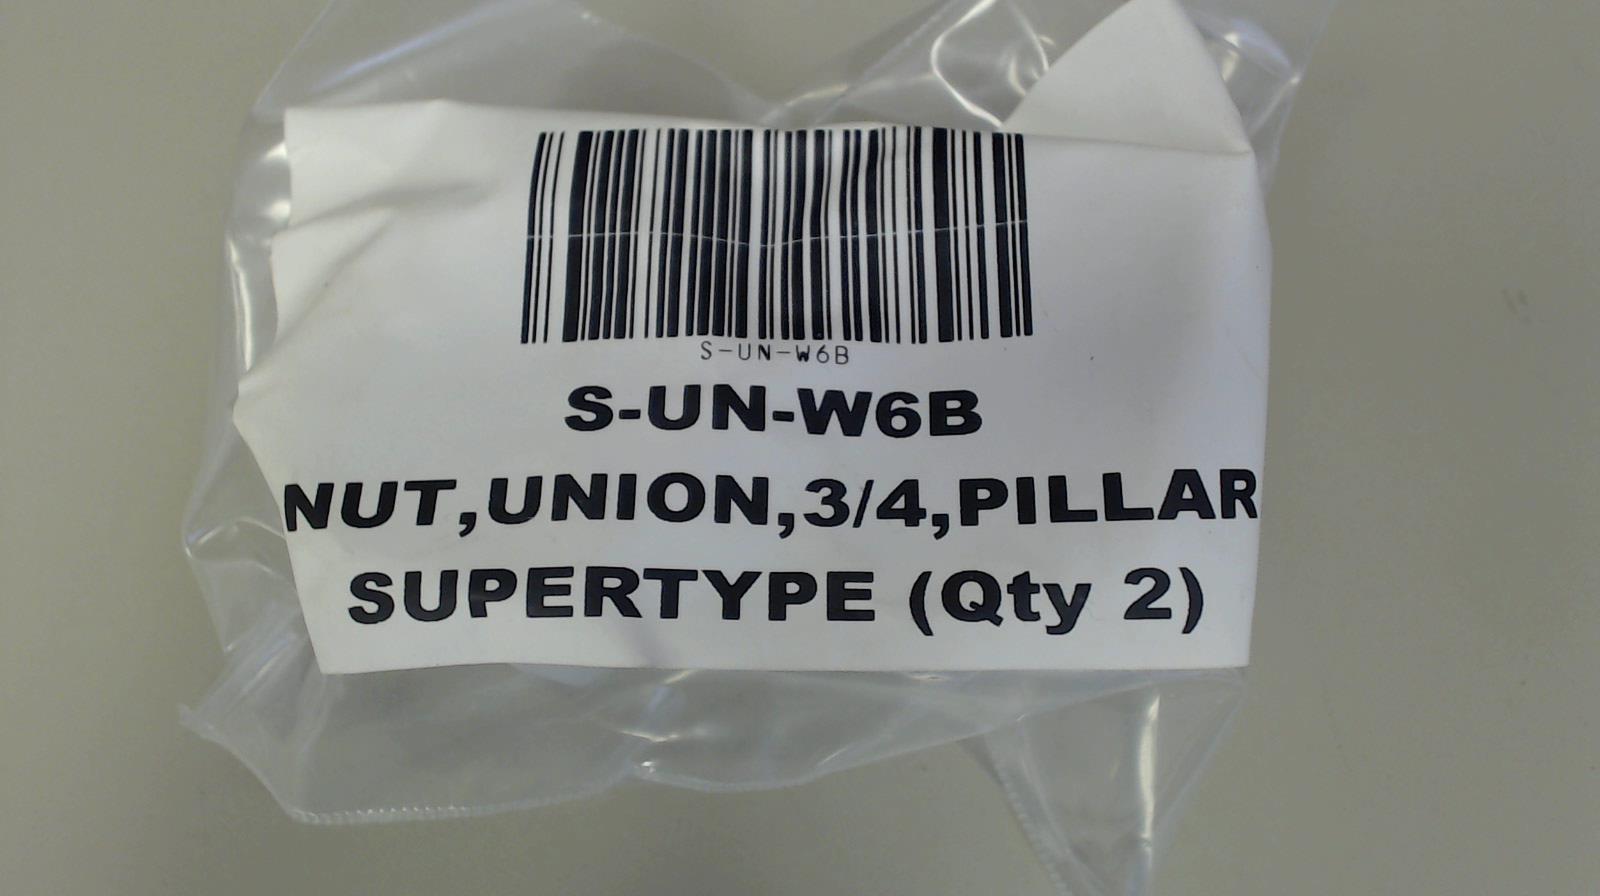 S-UN-W6B
S-UN-W6B
NUT,UNION,3/4,PILLAR
SUPERTYPE (Qty 2)